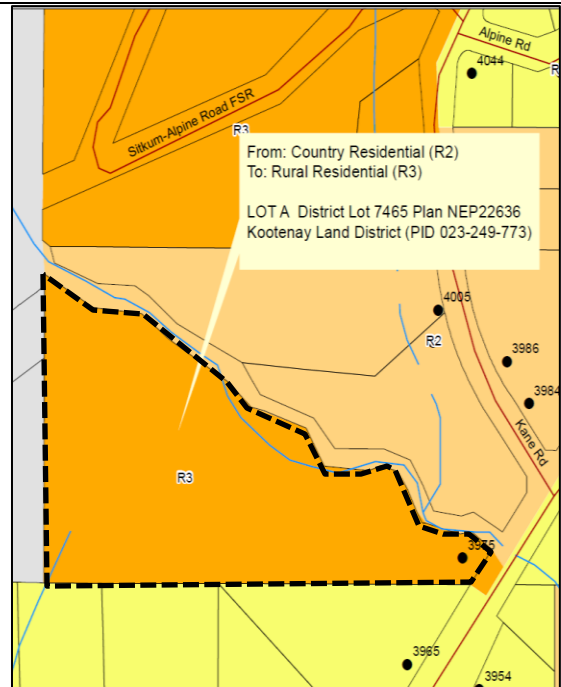 Alpine Rd
4044
R
Sitkum-Alpine Road FSR
R3
From: Country Residential (R2)
To: Rural Residential (R3)
LOT A District Lot 7465 Plan NEP22636
Kootenay Land District (PID 023-249-773)
4005
R2
3986
3984
Kane Rd
R3
3965
3954